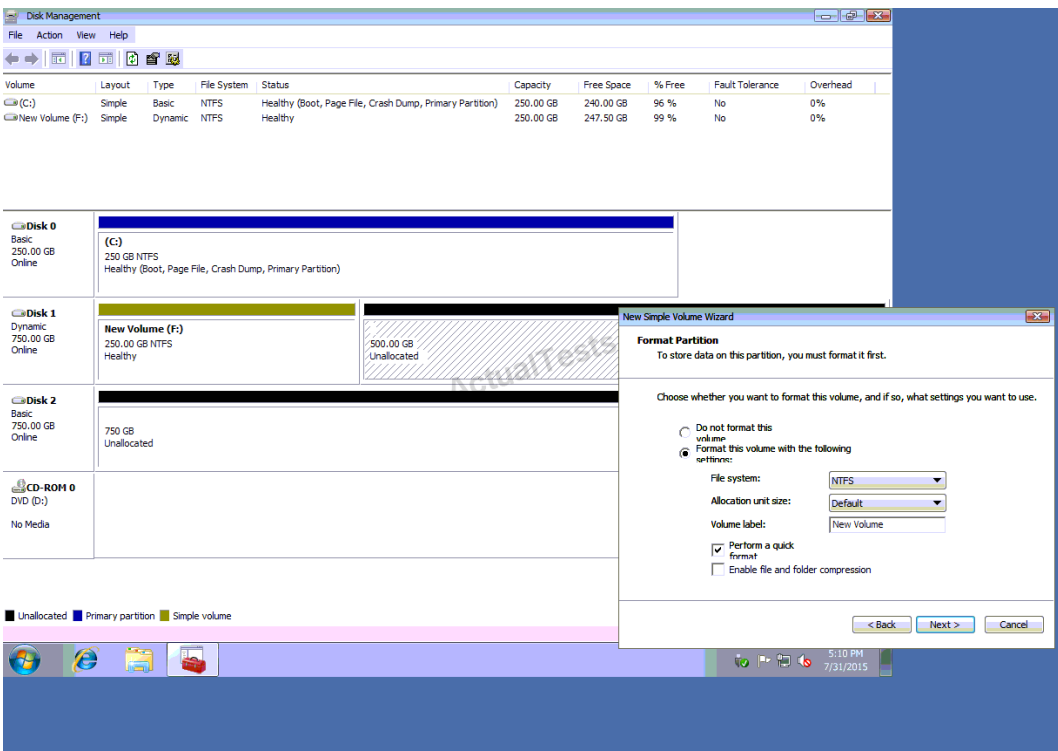 Disk Management
File Action View Help
Volume Layout Type File System Status Capacity Free Space % Free Fault Tolerance Overhead
(C:) Simple Basic NTFS Healthy (Boot, Page File, Crash Dump, Primary Partition) 250.00 GB 240.00 GB 96 % No 0%
New Volume (F:) Simple Dynamic NTFS Healthy 250.00 GB 247.50 GB 99 % No 0%
Disk 0
Basic
250.00 GB
Online
(C:)
250 GB NTFS
Healthy (Boot, Page File, Crash Dump, Primary Partition)
Disk 1
Dynamic
750.00 GB
Online
New Volume (F:)
250.00 GB NTFS
Healthy
500.00 GB
Unallocated
ActualTests
Disk 2
Basic
750.00 GB
Online
750 GB
Unallocated
CD-ROM 0
DVD (D:)
No Media
Unallocated Primary partition Simple volume
New Simple Volume Wizard
Format Partition
To store data on this partition, you must format it first.
Choose whether you want to format this volume, and if so, what settings you want to use.
Do not format this
volume
Format this volume with the following
settings:
File system: NTFS
Allocation unit size: Default
Volume label: New Volume
Perform a quick
format
Enable file and folder compression
< Back Next > Cancel
5:10 PM
7/31/2015